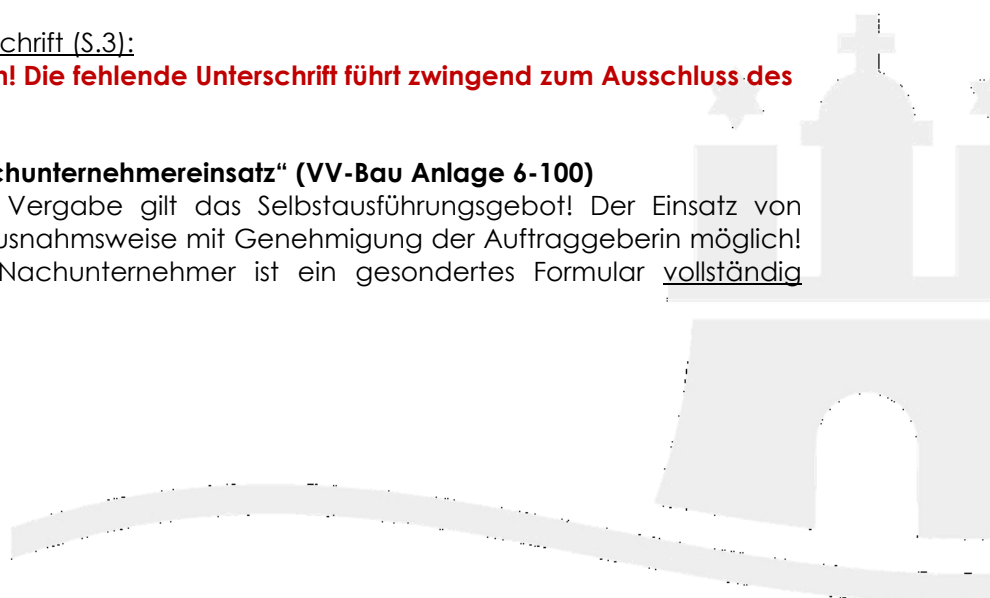 chrift (S.3):
n! Die fehlende Unterschrift führt zwingend zum Ausschluss des
chunternehmereinsatz“ (VV-Bau Anlage 6-100)
Vergabe gilt das Selbstausführungsgebot! Der Einsatz von
usnahmsweise mit Genehmigung der Auftraggeberin möglich!
Nachunternehmer ist ein gesondertes Formular vollständig